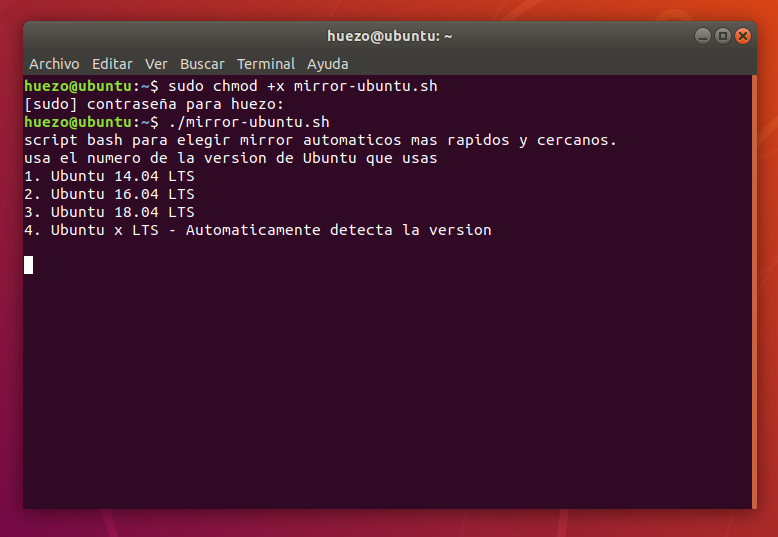 huezo@ubuntu: ~
Archivo Editar Ver Buscar Terminal Ayuda
huezo@ubuntu:~$ sudo chmod +x mirror-ubuntu.sh
[sudo] contraseña para huezo:
huezo@ubuntu:~$ ./mirror-ubuntu.sh
script bash para elegir mirror automaticos mas rapidos y cercanos.
usa el numero de la version de Ubuntu que usas
1. Ubuntu 14.04 LTS
2. Ubuntu 16.04 LTS
3. Ubuntu 18.04 LTS
4. Ubuntu x LTS - Automaticamente detecta la version